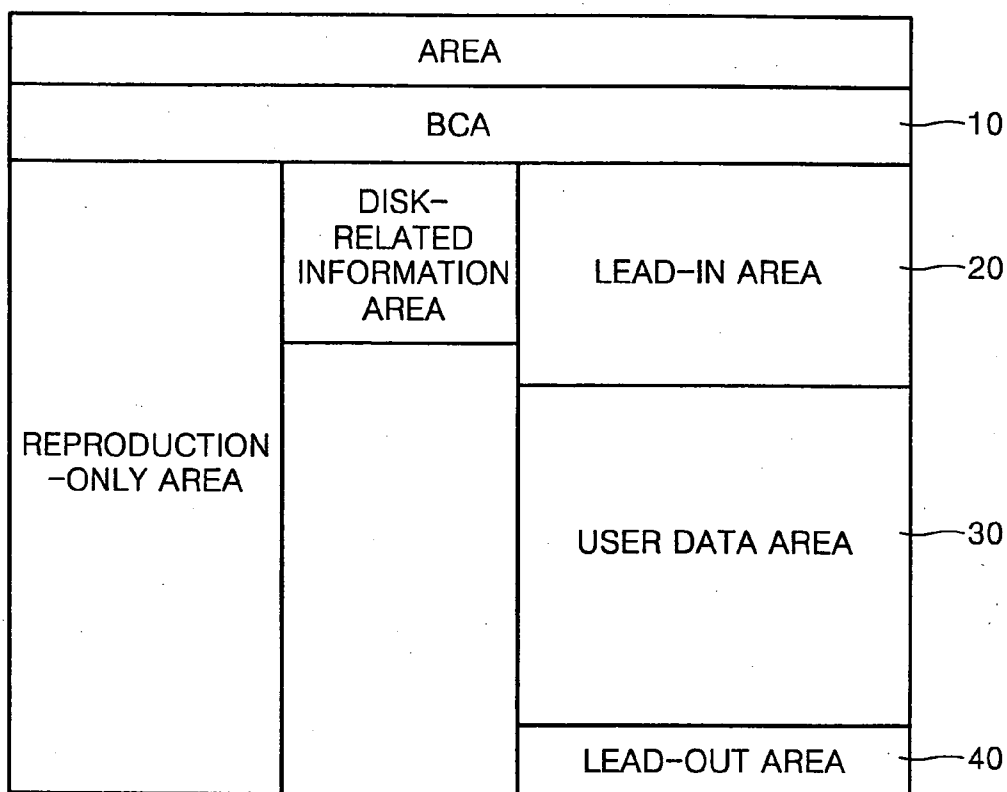 AREA
BCA
10
DISK-
RELATED
INFORMATION
AREA
LEAD-IN AREA
20
REPRODUCTION
-ONLY AREA
USER DATA AREA
30
LEAD-OUT AREA
40